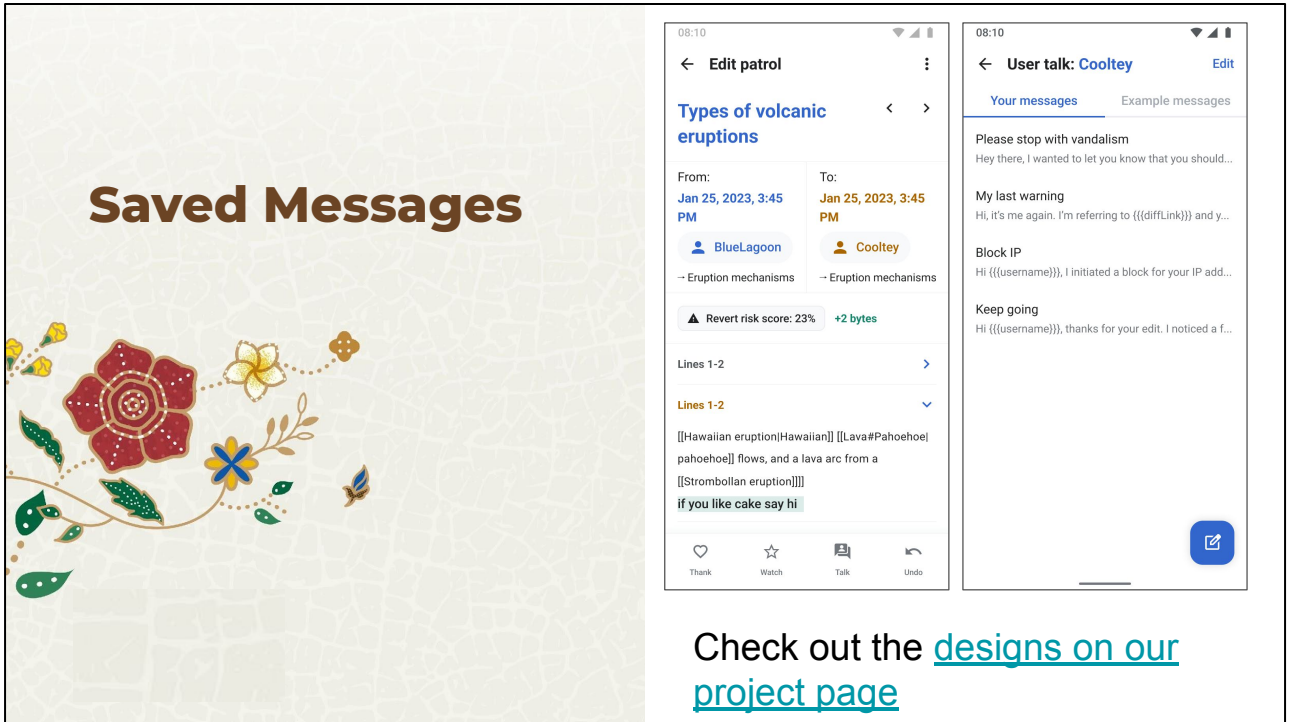 Saved Messages
08:10
Edit patrol
Types of volcanic
eruptions
From:
Jan 25, 2023, 3:45
PM
BlueLagoon
→ Eruption mechanisms
To:
Jan 25, 2023, 3:45
PM
Cooltey
→ Eruption mechanisms
Revert risk score: 23%
+2 bytes
Lines 1-2
Lines 1-2
[[Hawaiian eruption|Hawaiian]] [[Lava#Pahoehoe|
pahoehoe]] flows, and a lava arc from a
[[Strombollan eruption]]]]
if you like cake say hi
Thank
Watch
Talk
Undo
08:10
User talk: Cooltey
Edit
Your messages
Example messages
Please stop with vandalism
Hey there, I wanted to let you know that you should...
My last warning
Hi, it's me again. I'm referring to {{{diffLink}}} and y...
Block IP
Hi {{{username}}}, I initiated a block for your IP add...
Keep going
Hi {{{username}}}, thanks for your edit. I noticed a f...
Check out the designs on our
project page